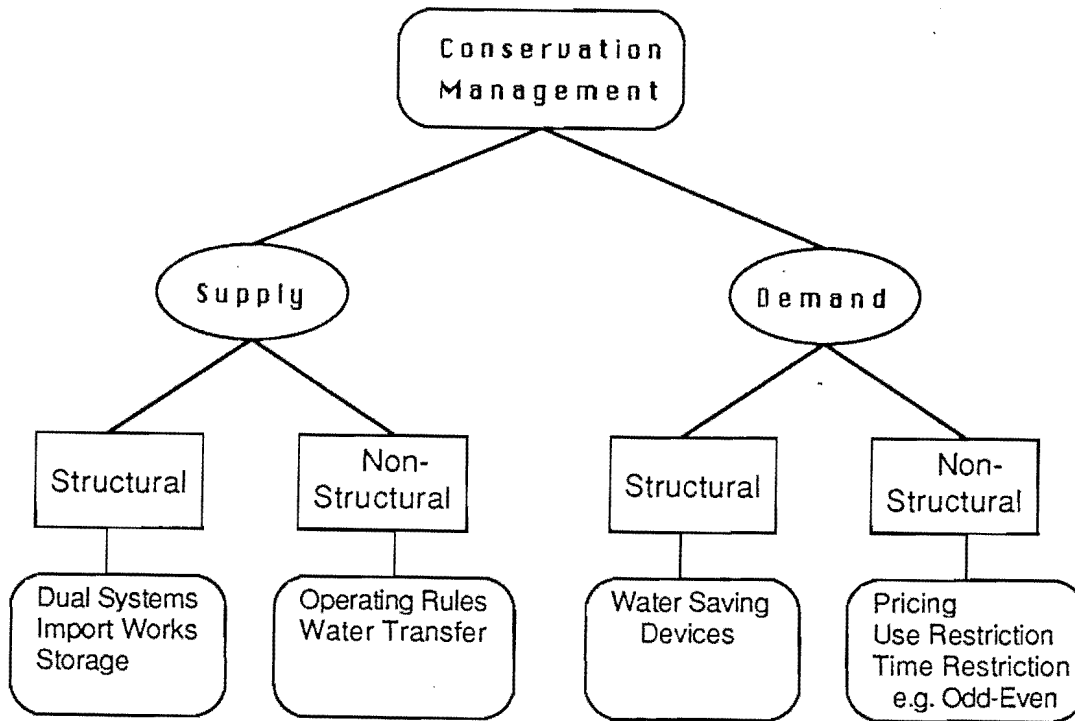 Conservation
Management
Supply
Demand
Structural
Non-
Structural
Structural
Non-
Structural
Dual Systems
Import Works
Storage
Operating Rules
Water Transfer
Water Saving
Devices
Pricing
Use Restriction
Time Restriction
e.g. Odd-Even